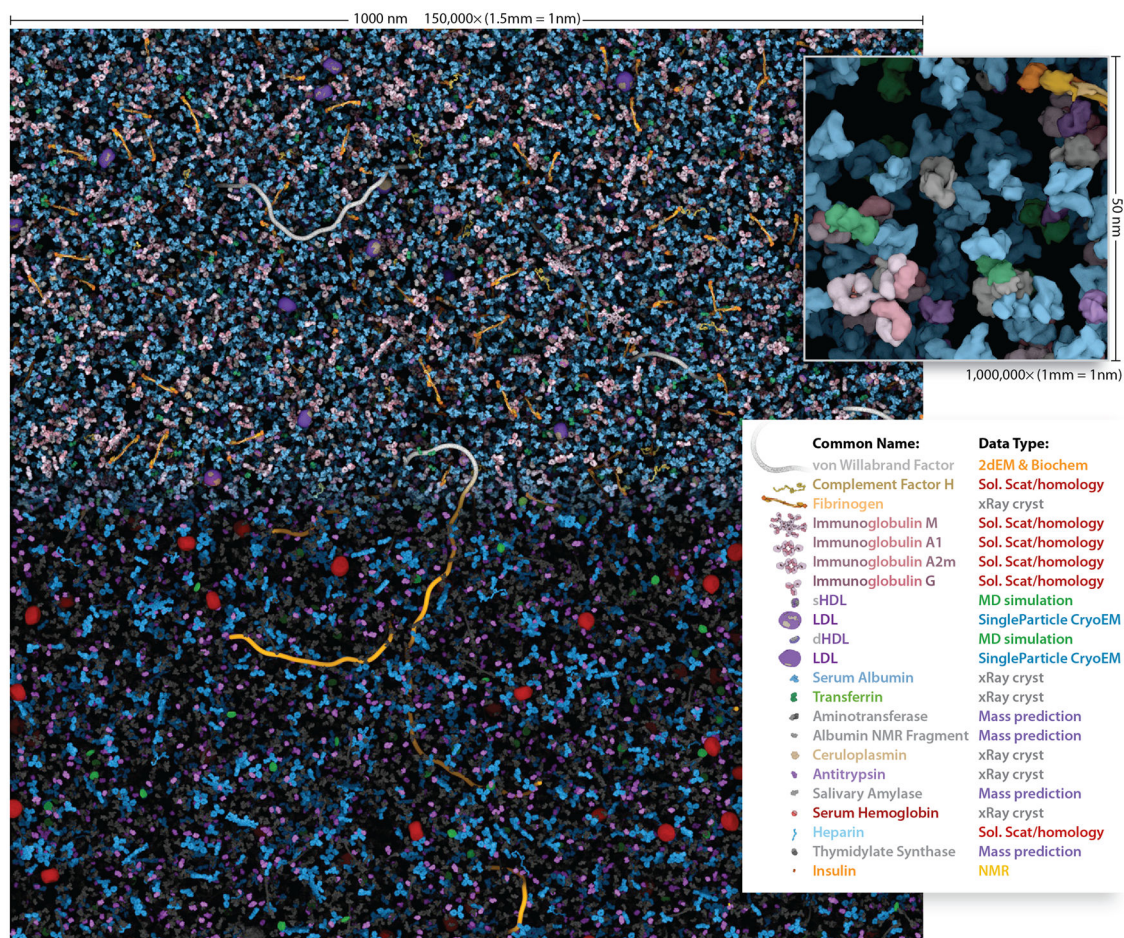 1000 nm 150,000× (1.5mm = 1nm)
50 nm
1,000,000× (1mm = 1nm)
Common Name: Data Type:
von Willabrand Factor 2dEM & Biochem
Complement Factor H Sol. Scat/homology
Fibrinogen xRay cryst
Immunoglobulin M Sol. Scat/homology
Immunoglobulin A1 Sol. Scat/homology
Immunoglobulin A2m Sol. Scat/homology
Immunoglobulin G Sol. Scat/homology
sHDL MD simulation
LDL SingleParticle CryoEM
dHDL MD simulation
LDL SingleParticle CryoEM
Serum Albumin xRay cryst
Transferrin xRay cryst
Aminotransferase Mass prediction
Albumin NMR Fragment Mass prediction
Ceruloplasmin xRay cryst
Antitrypsin xRay cryst
Salivary Amylase Mass prediction
Serum Hemoglobin xRay cryst
Heparin Sol. Scat/homology
Thymidylate Synthase Mass prediction
Insulin NMR